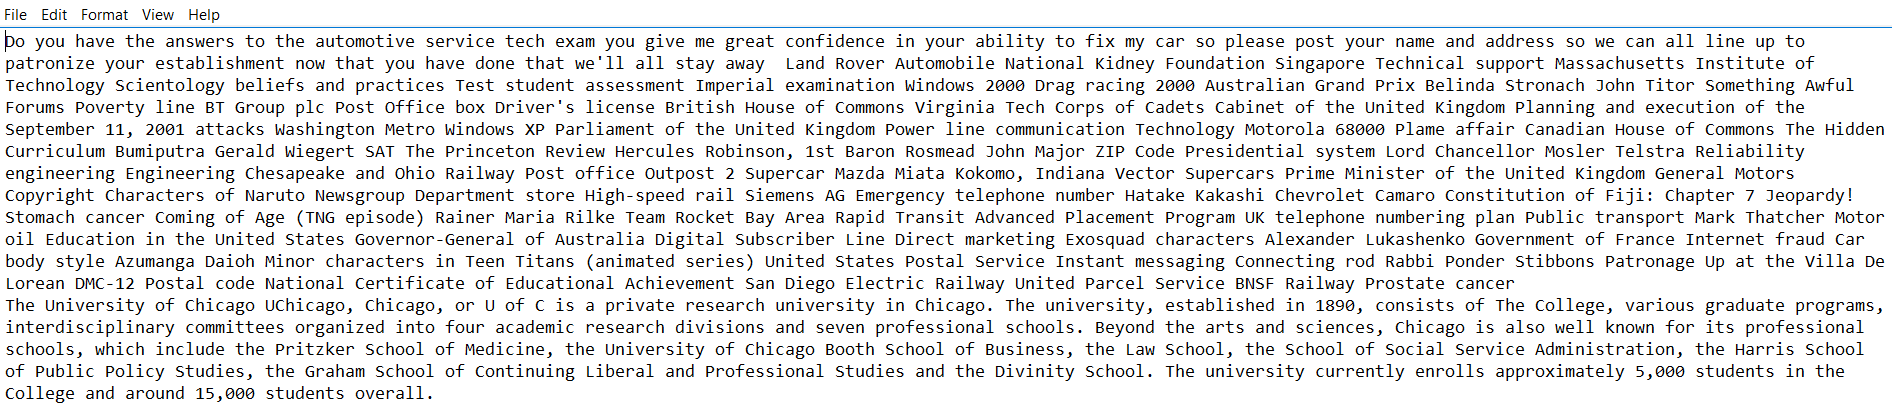 File Edit Format View Help
Do you have the answers to the automotive service tech exam you give me great confidence in your ability to fix my car so please post your name and address so we can all line up to
patronize your establishment now that you have done that we'll all stay away  Land Rover Automobile National Kidney Foundation Singapore Technical support Massachusetts Institute of
Technology Scientology beliefs and practices Test student assessment Imperial examination Windows 2000 Drag racing 2000 Australian Grand Prix Belinda Stronach John Titor Something Awful
Forums Poverty line BT Group plc Post Office box Driver's license British House of Commons Virginia Tech Corps of Cadets Cabinet of the United Kingdom Planning and execution of the
September 11, 2001 attacks Washington Metro Windows XP Parliament of the United Kingdom Power line communication Technology Motorola 68000 Plame affair Canadian House of Commons The Hidden
Curriculum Bumiputra Gerald Wiegert SAT The Princeton Review Hercules Robinson, 1st Baron Rosmead John Major ZIP Code Presidential system Lord Chancellor Mosler Telstra Reliability
engineering Engineering Chesapeake and Ohio Railway Post office Outpost 2 Supercar Mazda Miata Kokomo, Indiana Vector Supercars Prime Minister of the United Kingdom General Motors
Copyright Characters of Naruto Newsgroup Department store High-speed rail Siemens AG Emergency telephone number Hatake Kakashi Chevrolet Camaro Constitution of Fiji: Chapter 7 Jeopardy!
Stomach cancer Coming of Age (TNG episode) Rainer Maria Rilke Team Rocket Bay Area Rapid Transit Advanced Placement Program UK telephone numbering plan Public transport Mark Thatcher Motor
oil Education in the United States Governor-General of Australia Digital Subscriber Line Direct marketing Exosquad characters Alexander Lukashenko Government of France Internet fraud Car
body style Azumanga Daioh Minor characters in Teen Titans (animated series) United States Postal Service Instant messaging Connecting rod Rabbi Ponder Stibbons Patronage Up at the Villa De
Lorean DMC-12 Postal code National Certificate of Educational Achievement San Diego Electric Railway United Parcel Service BNSF Railway Prostate cancer
The University of Chicago UChicago, Chicago, or U of C is a private research university in Chicago. The university, established in 1890, consists of The College, various graduate programs,
interdisciplinary committees organized into four academic research divisions and seven professional schools. Beyond the arts and sciences, Chicago is also well known for its professional
schools, which include the Pritzker School of Medicine, the University of Chicago Booth School of Business, the Law School, the School of Social Service Administration, the Harris School
of Public Policy Studies, the Graham School of Continuing Liberal and Professional Studies and the Divinity School. The university currently enrolls approximately 5,000 students in the
College and around 15,000 students overall.